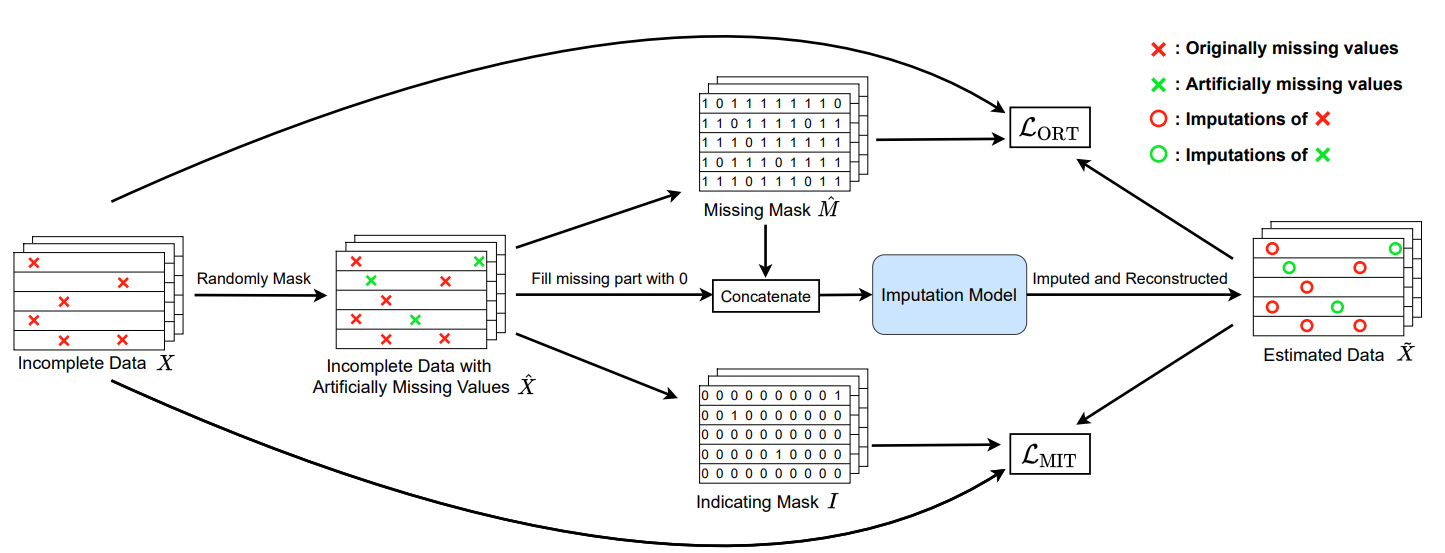 : Originally missing values
: Artificially missing values
: Imputations of
: Imputations of
1 0 1 1 1 1 1 1 1 0
1 1 0 1 1 1 1 0 1 1
1 1 1 0 1 1 1 1 1 1
1 0 1 1 1 0 1 1 1 1
1 1 1 0 1 1 1 0 1 1
Missing Mask M̂
ℒORT
Randomly Mask
Fill missing part with 0
Concatenate
Imputation Model
Imputed and Reconstructed
Incomplete Data X
Incomplete Data with
Artificially Missing Values X̂
Estimated Data X̃
0 0 0 0 0 0 0 0 0 1
0 0 1 0 0 0 0 0 0 0
0 0 0 0 0 0 0 0 0 0
0 0 0 0 0 1 0 0 0 0
0 0 0 0 0 0 0 0 0 0
Indicating Mask I
ℒMIT